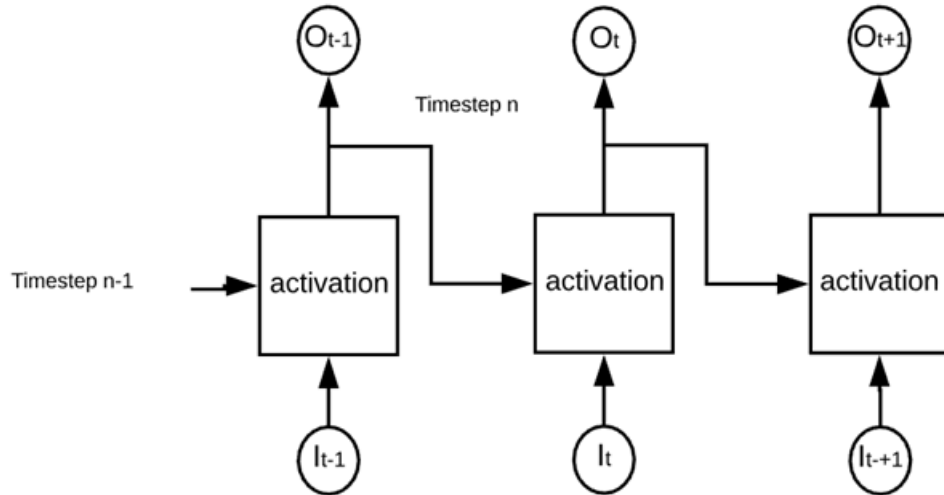 Ot-1 Ot Ot+1
Timestep n
Timestep n-1
activation activation activation
It-1 It It-+1